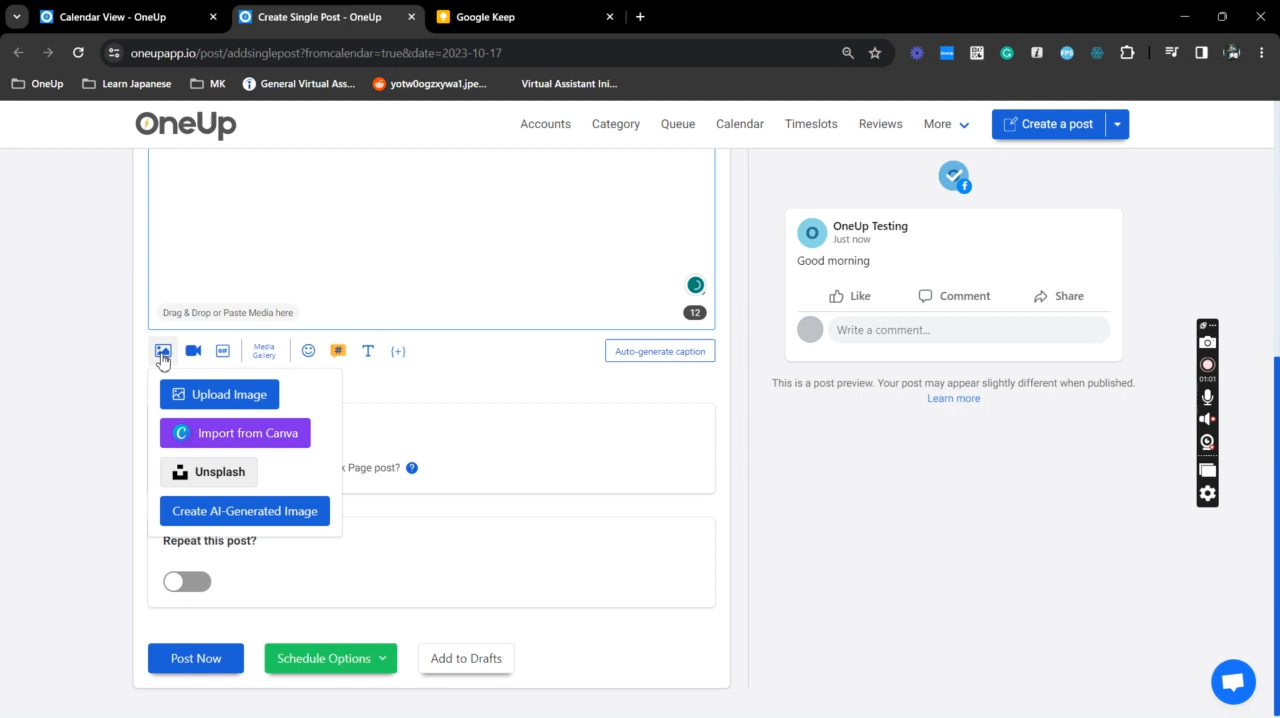 Calendar View - OneUp
Create Single Post - OneUp
Google Keep
oneupapp.io/post/addsinglepost?fromcalendar=true&date=2023-10-17
OneUp
Learn Japanese
MK
General Virtual Ass...
yotw0ogzxywa1.jpe...
Virtual Assistant Ini...
OneUp
Accounts
Category
Queue
Calendar
Timeslots
Reviews
More
Create a post
Drag & Drop or Paste Media here
12
GIF
Media
Gallery
#
T
{+}
Auto-generate caption
Upload Image
Import from Canva
Unsplash
Create AI-Generated Image
k Page post? ?
Repeat this post?
Post Now
Schedule Options
Add to Drafts
O
OneUp Testing
Just now
Good morning
Like
Comment
Share
Write a comment...
This is a post preview. Your post may appear slightly different when published.
Learn more
01:01